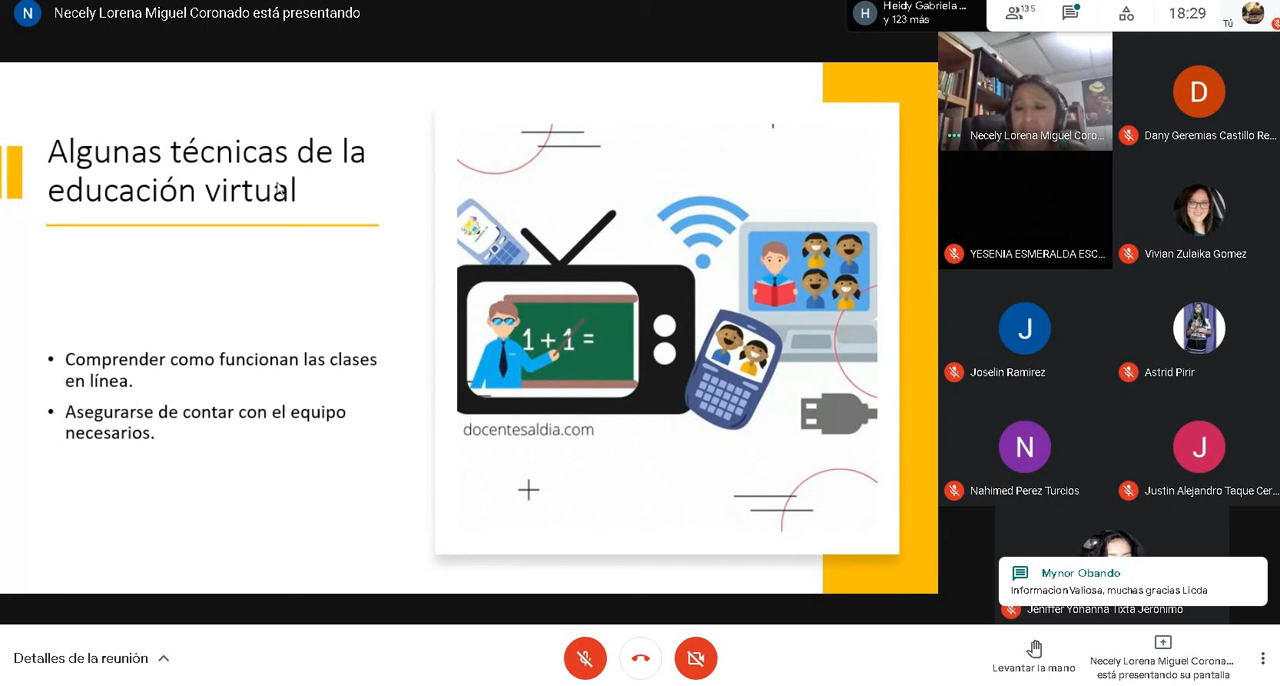 N
Necely Lorena Miguel Coronado está presentando
H
Heidy Gabriela ...
y 123 más
135
18:29
Tú
Algunas técnicas de la
educación virtual
• Comprender como funcionan las clases
en línea.
• Asegurarse de contar con el equipo
necesarios.
1+1=
docentesaldia.com
Necely Lorena Miguel Coro...
D
Dany Geremias Castillo Re...
YESENIA ESMERALDA ESC...
Vivian Zulaika Gomez
J
Joselin Ramirez
Astrid Pirir
N
Nahimed Perez Turcios
J
Justin Alejandro Taque Cer...
Mynor Obando
Informacion Valiosa, muchas gracias Licda
Jeniffer Yohanna Tixta Jeronimo
Detalles de la reunión
Levantar la mano
Necely Lorena Miguel Corona...
está presentando su pantalla